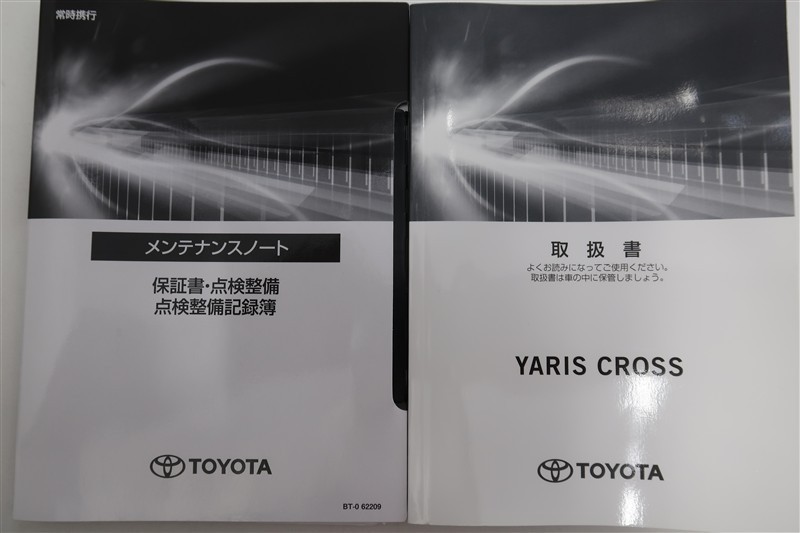 常時携行
メンテナンスノート
保証書・点検整備
点検整備記録簿
TOYOTA
BT-0 62209
取扱書
よくお読みになってご使用ください。
取扱書は車の中に保管しましょう。
YARIS CROSS
TOYOTA